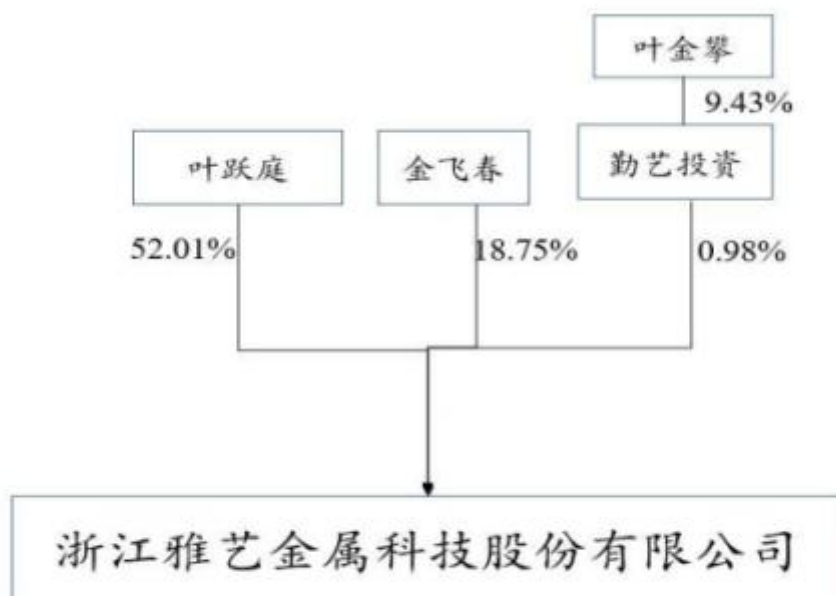 叶金攀
9.43%
叶跃庭
金飞春
勤艺投资
52.01%
18.75%
0.98%
浙江雅艺金属科技股份有限公司